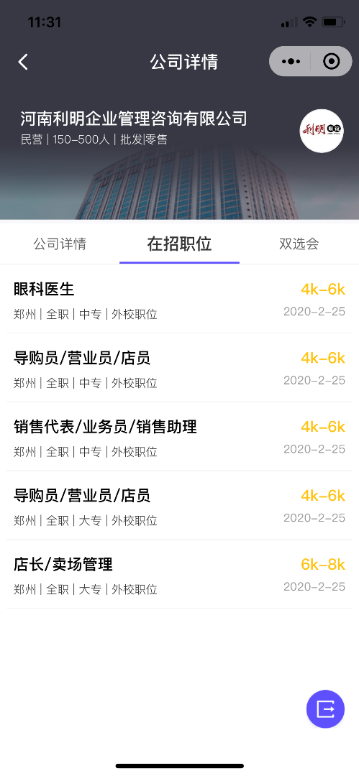 11:31
公司详情
河南利明企业管理咨询有限公司
民营 | 150-500人 | 批发|零售
利明
公司详情 在招职位 双选会
眼科医生 4k-6k
郑州 | 全职 | 中专 | 外校职位 2020-2-25
导购员/营业员/店员 4k-6k
郑州 | 全职 | 中专 | 外校职位 2020-2-25
销售代表/业务员/销售助理 4k-6k
郑州 | 全职 | 中专 | 外校职位 2020-2-25
导购员/营业员/店员 4k-6k
郑州 | 全职 | 大专 | 外校职位 2020-2-25
店长/卖场管理 6k-8k
郑州 | 全职 | 大专 | 外校职位 2020-2-25